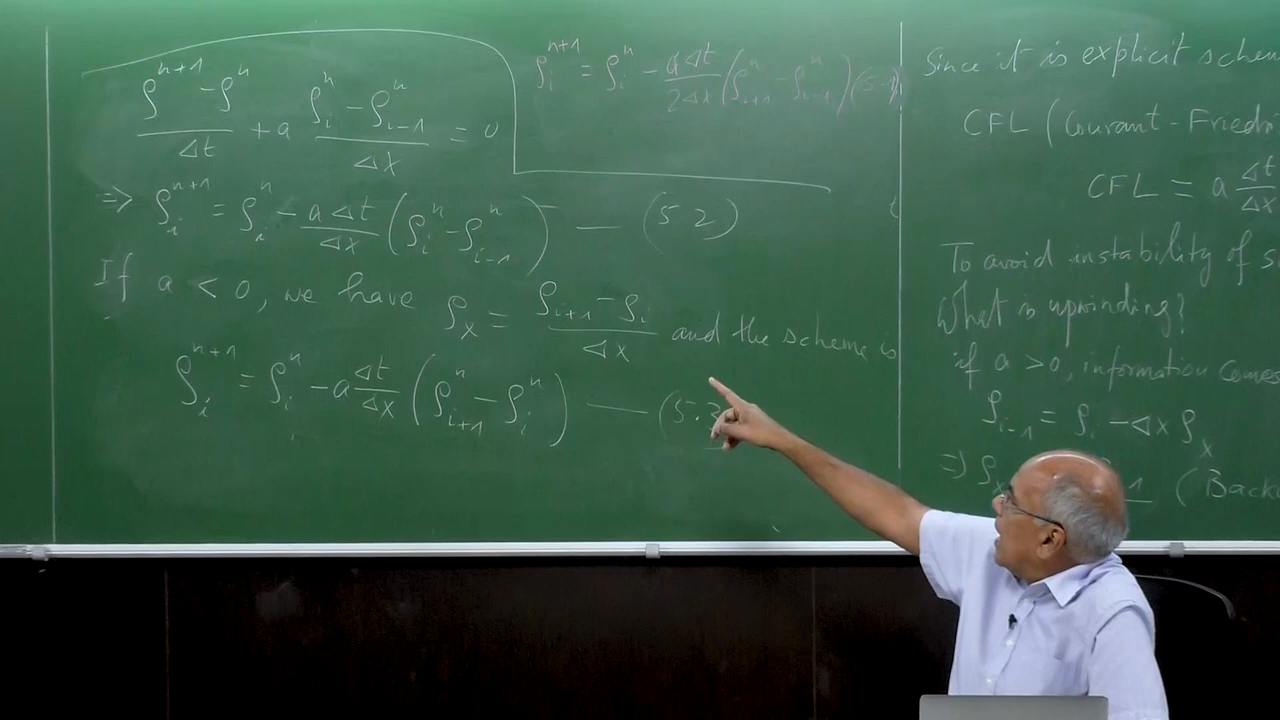 ρ^{n+1} - ρ^n / Δt + a ρ_i^n - ρ_{i-1}^n / Δx = 0
ρ_i^{n+1} = ρ_i^n - a Δt / 2Δx (ρ_{i+1}^n - ρ_{i-1}^n) (5.1)
=> ρ_i^{n+1} = ρ_i^n - a Δt / Δx (ρ_i^n - ρ_{i-1}^n) — (5.2)
If a < 0, we have ρ_x = ρ_{i+1} - ρ_i / Δx and the scheme is
ρ_i^{n+1} = ρ_i^n - a Δt / Δx (ρ_{i+1}^n - ρ_i^n) — (5.3
Since it is explicit schem
CFL (Courant-Friedr
CFL = a Δt / Δx
To avoid instability of s
What is upwinding?
if a > 0, information comes
ρ_{i-1} = ρ_i - Δx ρ_x
=> ρ_x 1 (Back